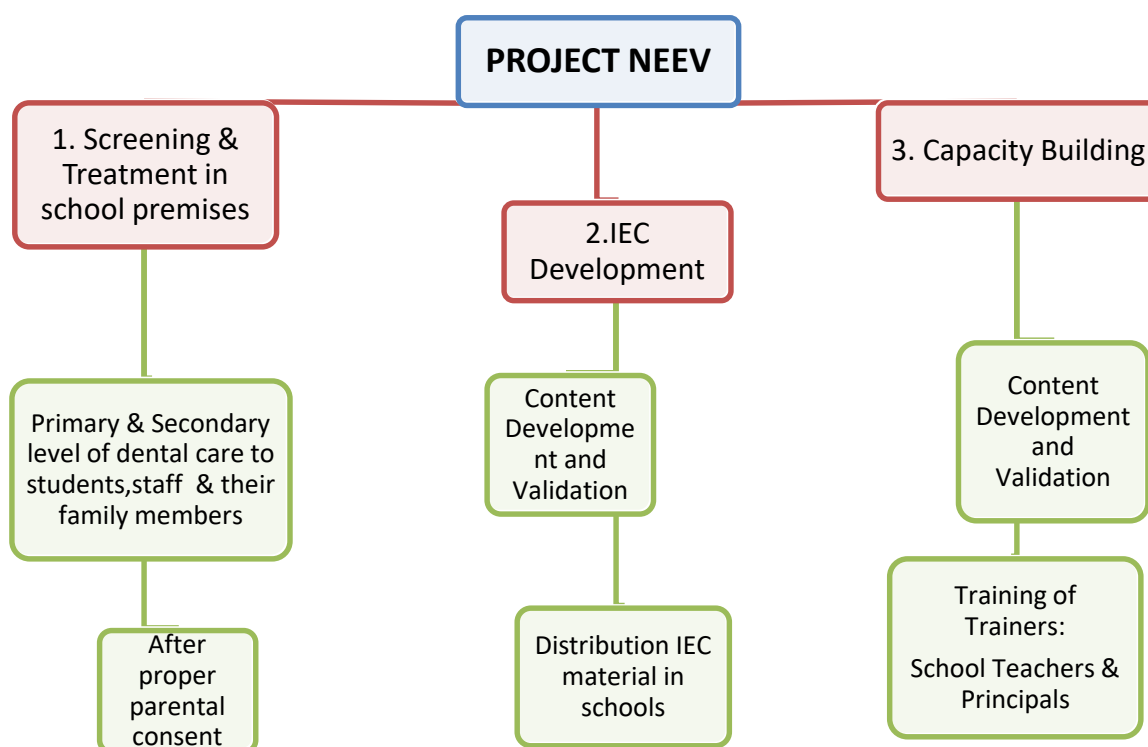 PROJECT NEEV
1. Screening &
Treatment in
school premises
2.IEC
Development
3. Capacity Building
Primary & Secondary
level of dental care to
students,staff & their
family members
After
proper
parental
consent
Content
Developme
nt and
Validation
Distribution IEC
material in
schools
Content
Development
and
Validation
Training of
Trainers:
School Teachers &
Principals